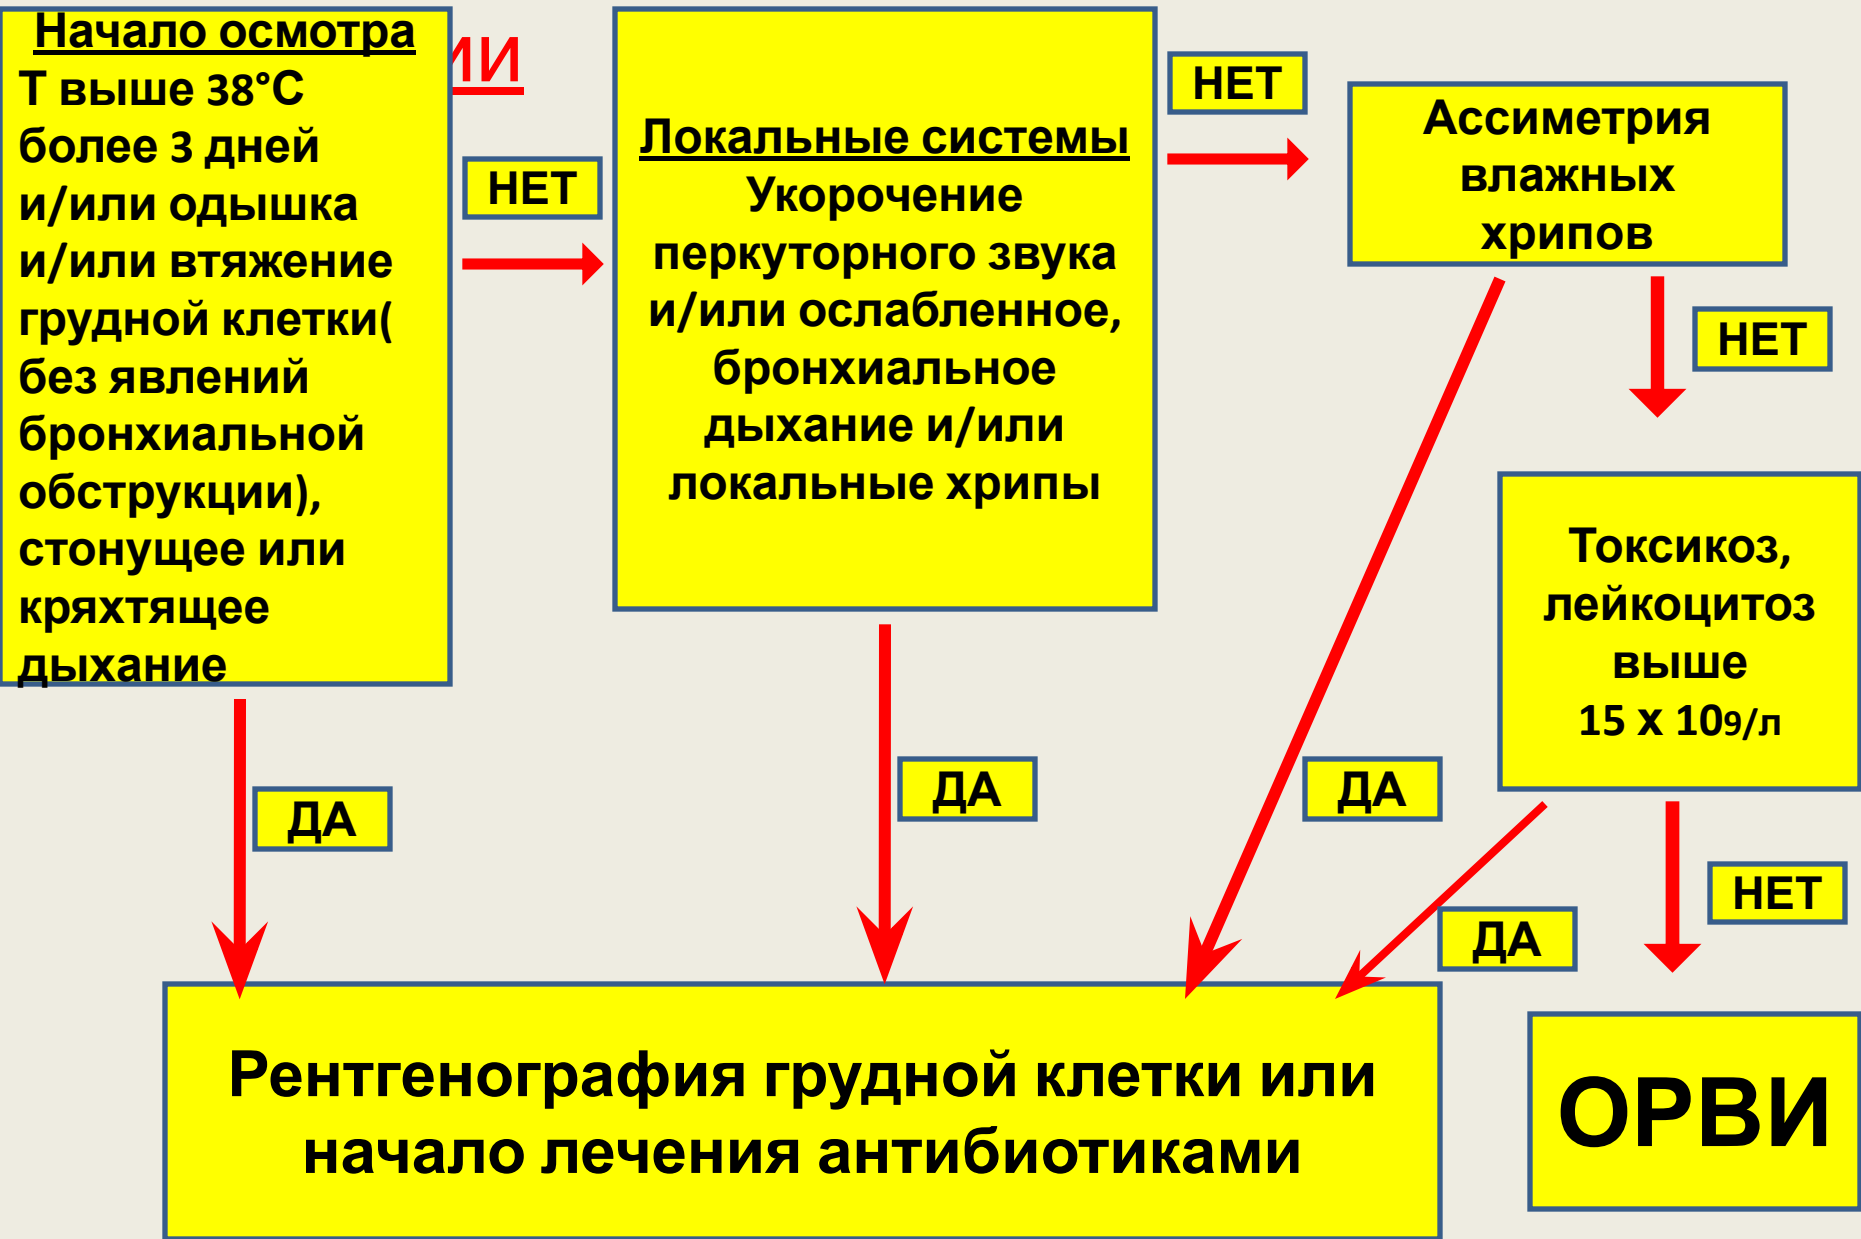 Начало осмотра
Т выше 38°С
более 3 дней
и/или одышка
и/или втяжение
грудной клетки(
без явлений
бронхиальной
обструкции),
стонущее или
кряхтящее
дыхание
НЕТ
Локальные системы
Укорочение
перкуторного звука
и/или ослабленное,
бронхиальное
дыхание и/или
локальные хрипы
НЕТ
Ассиметрия
влажных
хрипов
НЕТ
Токсикоз,
лейкоцитоз
выше
15 х 109/л
ДА
ДА
ДА
ДА
НЕТ
Рентгенография грудной клетки или
начало лечения антибиотиками
ОРВИ